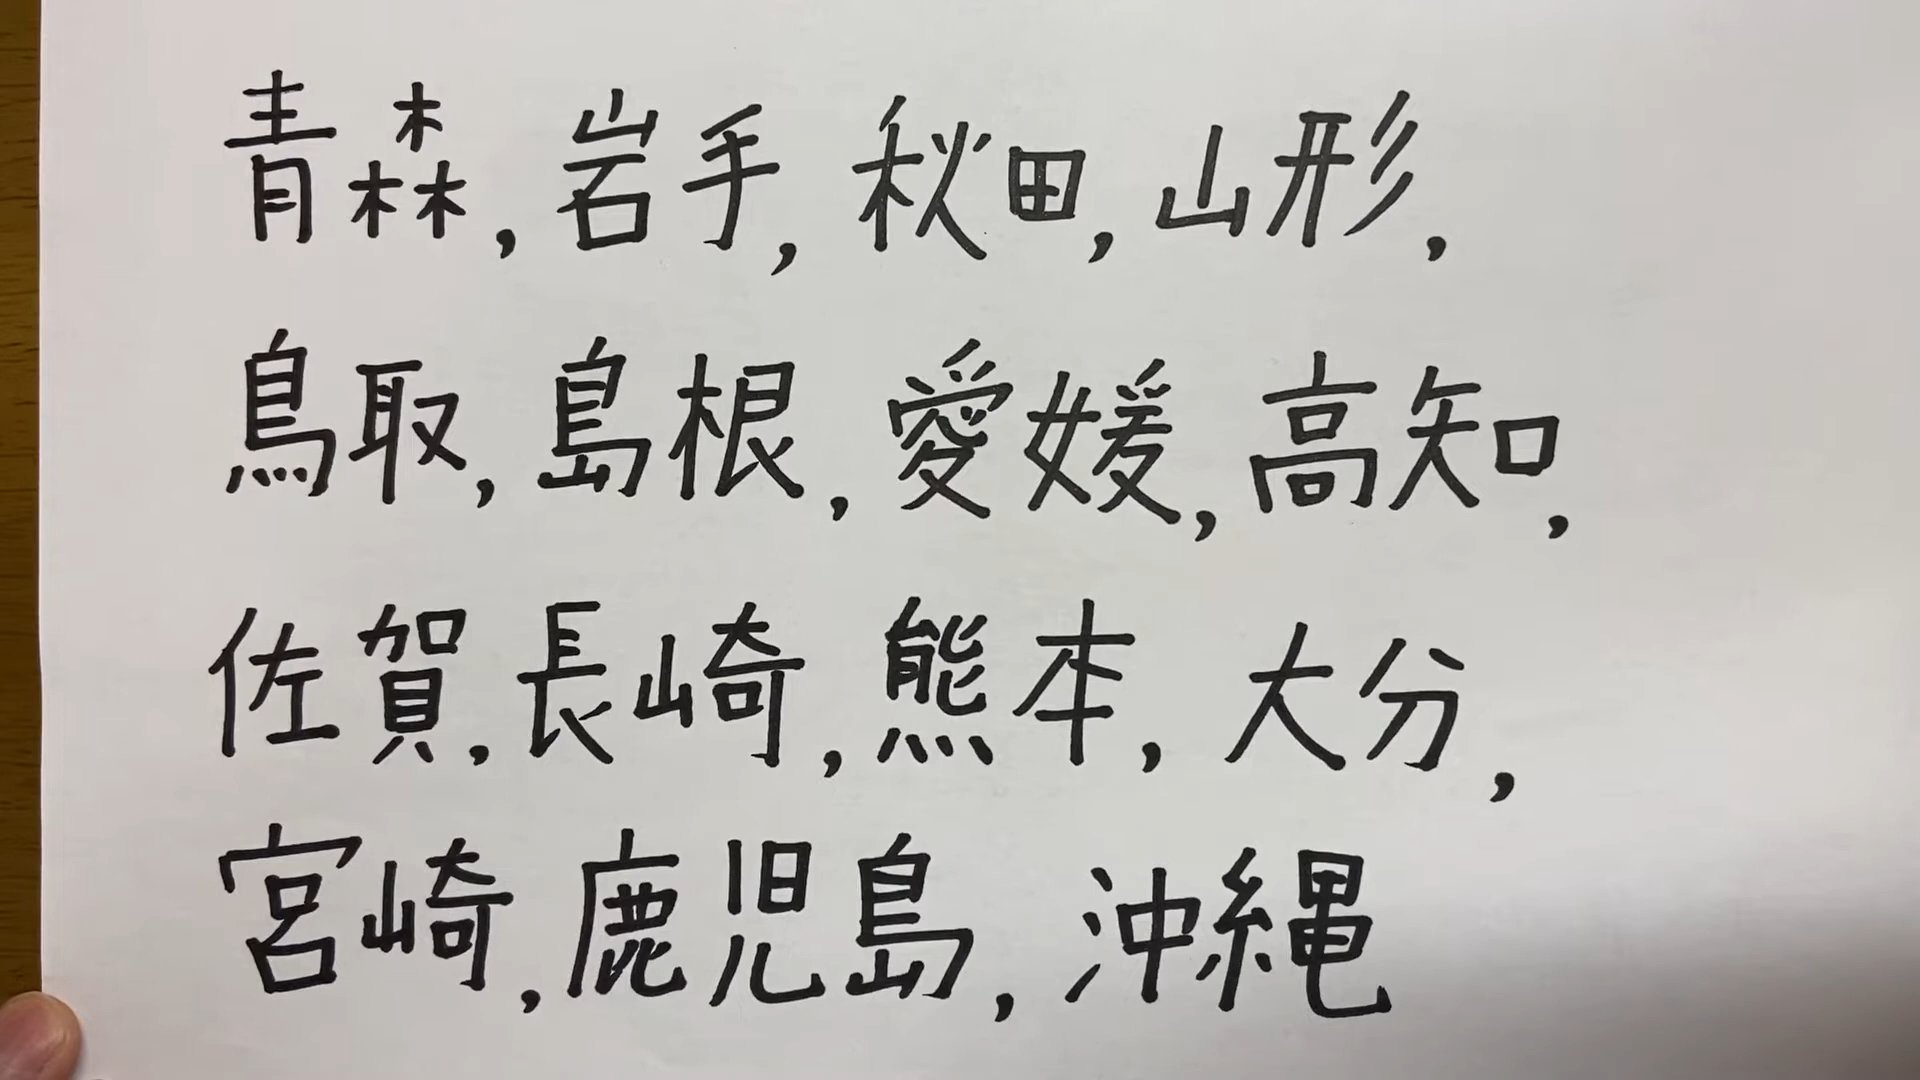 青森, 岩手, 秋田, 山形,
鳥取, 島根, 愛媛, 高知,
佐賀, 長崎, 熊本, 大分,
宮崎, 鹿児島, 沖縄